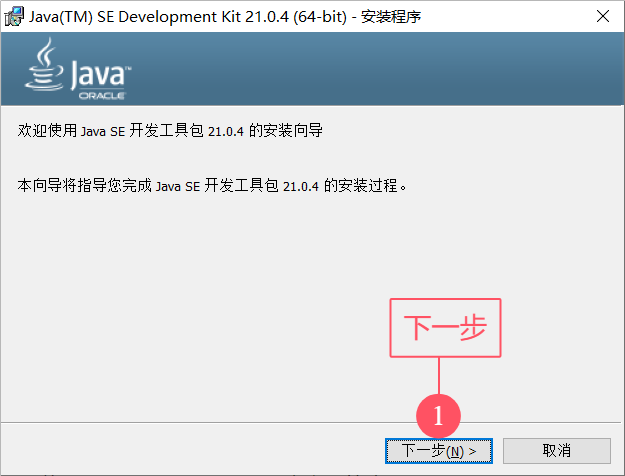 Java(TM) SE Development Kit 21.0.4 (64-bit) - 安装程序
Java™
ORACLE
欢迎使用 Java SE 开发工具包 21.0.4 的安装向导
本向导将指导您完成 Java SE 开发工具包 21.0.4 的安装过程。
下一步
1
下一步(N) >
取消